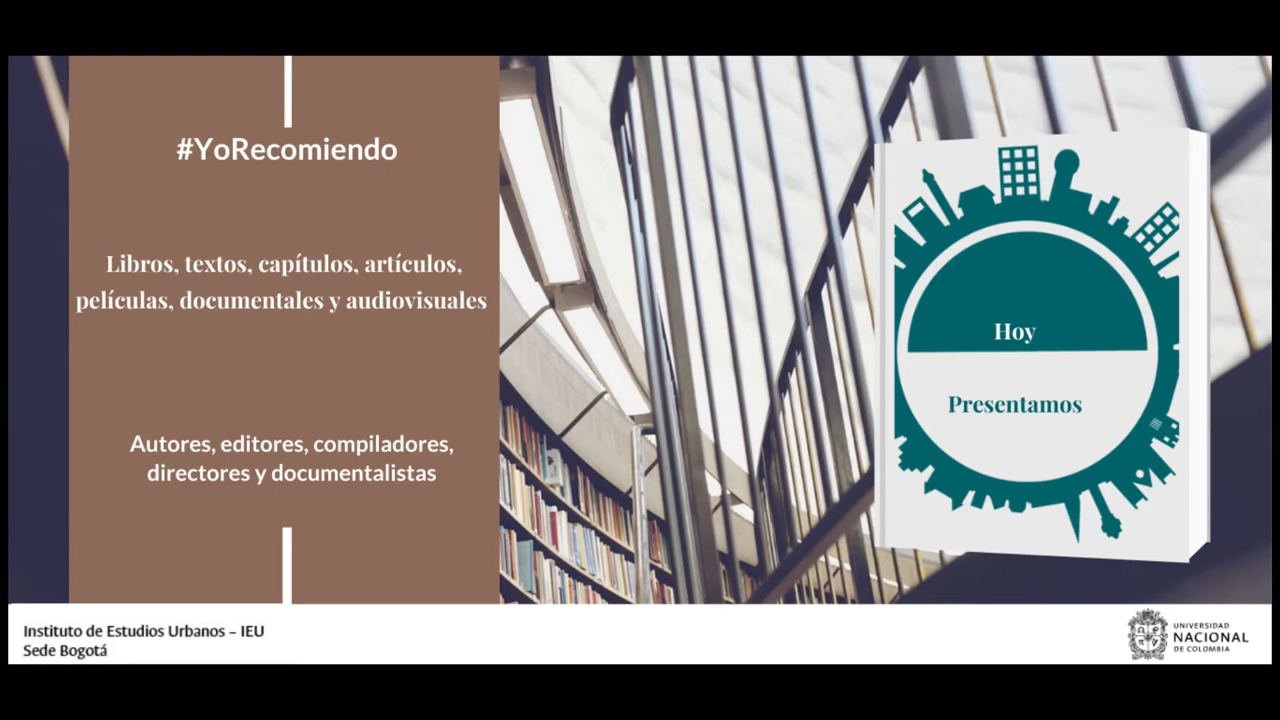 #YoRecomiendo
Libros, textos, capítulos, artículos,
películas, documentales y audiovisuales
Autores, editores, compiladores,
directores y documentalistas
Hoy
Presentamos
Instituto de Estudios Urbanos – IEU
Sede Bogotá
UNIVERSIDAD
NACIONAL
DE COLOMBIA